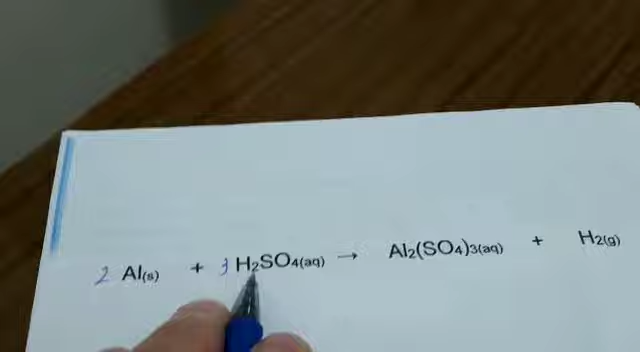 2 Al(s) + 3 H2SO4(aq) → Al2(SO4)3(aq) + H2(g)